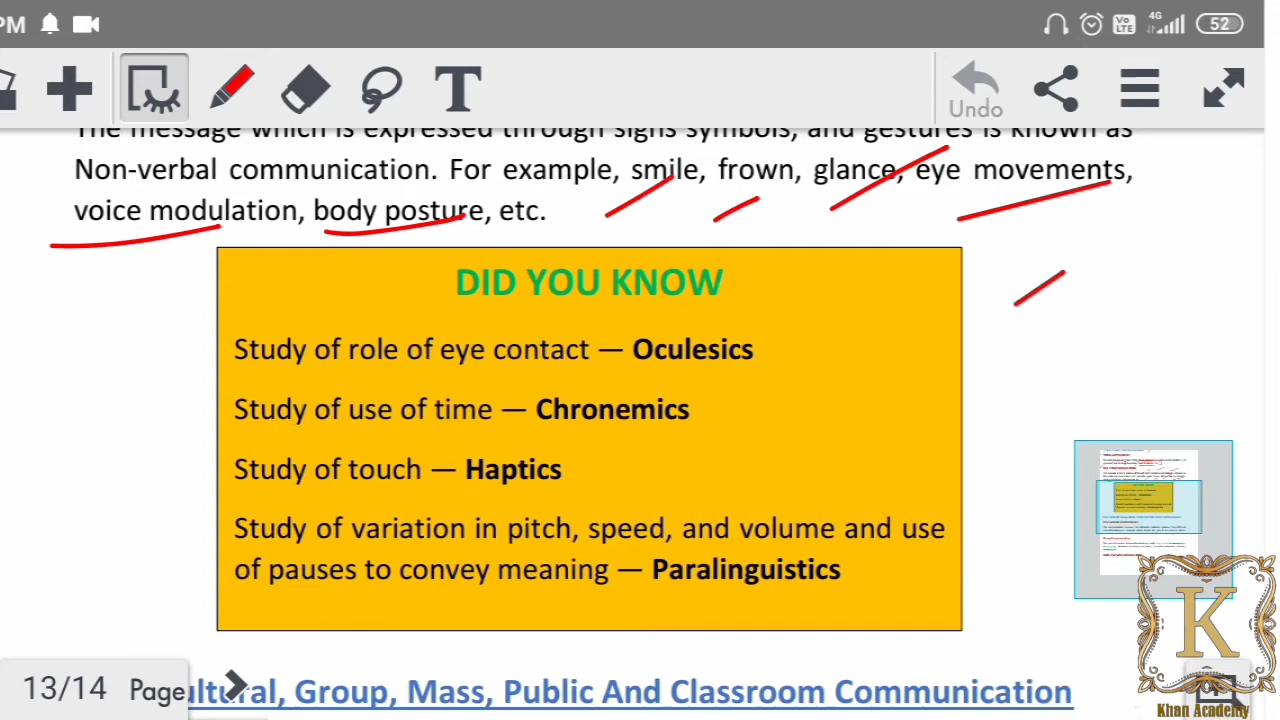 PM 4G Vo LTE 52
T Undo
The message which is expressed through signs symbols, and gestures is known as
Non-verbal communication. For example, smile, frown, glance, eye movements,
voice modulation, body posture, etc.
DID YOU KNOW
Study of role of eye contact — Oculesics
Study of use of time — Chronemics
Study of touch — Haptics
Study of variation in pitch, speed, and volume and use
of pauses to convey meaning — Paralinguistics
13/14 Page ultural, Group, Mass, Public And Classroom Communication
K
Khan Academy